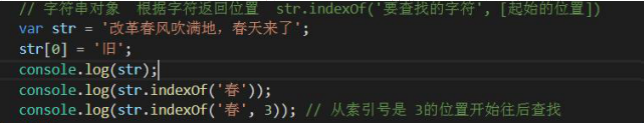 // 字符串对象  根据字符返回位置  str.indexOf('要查找的字符', [起始的位置])
var str = '改革春风吹满地，春天来了';
str[0] = '旧';
console.log(str);
console.log(str.indexOf('春'));
console.log(str.indexOf('春', 3)); // 从索引号是 3的位置开始往后查找